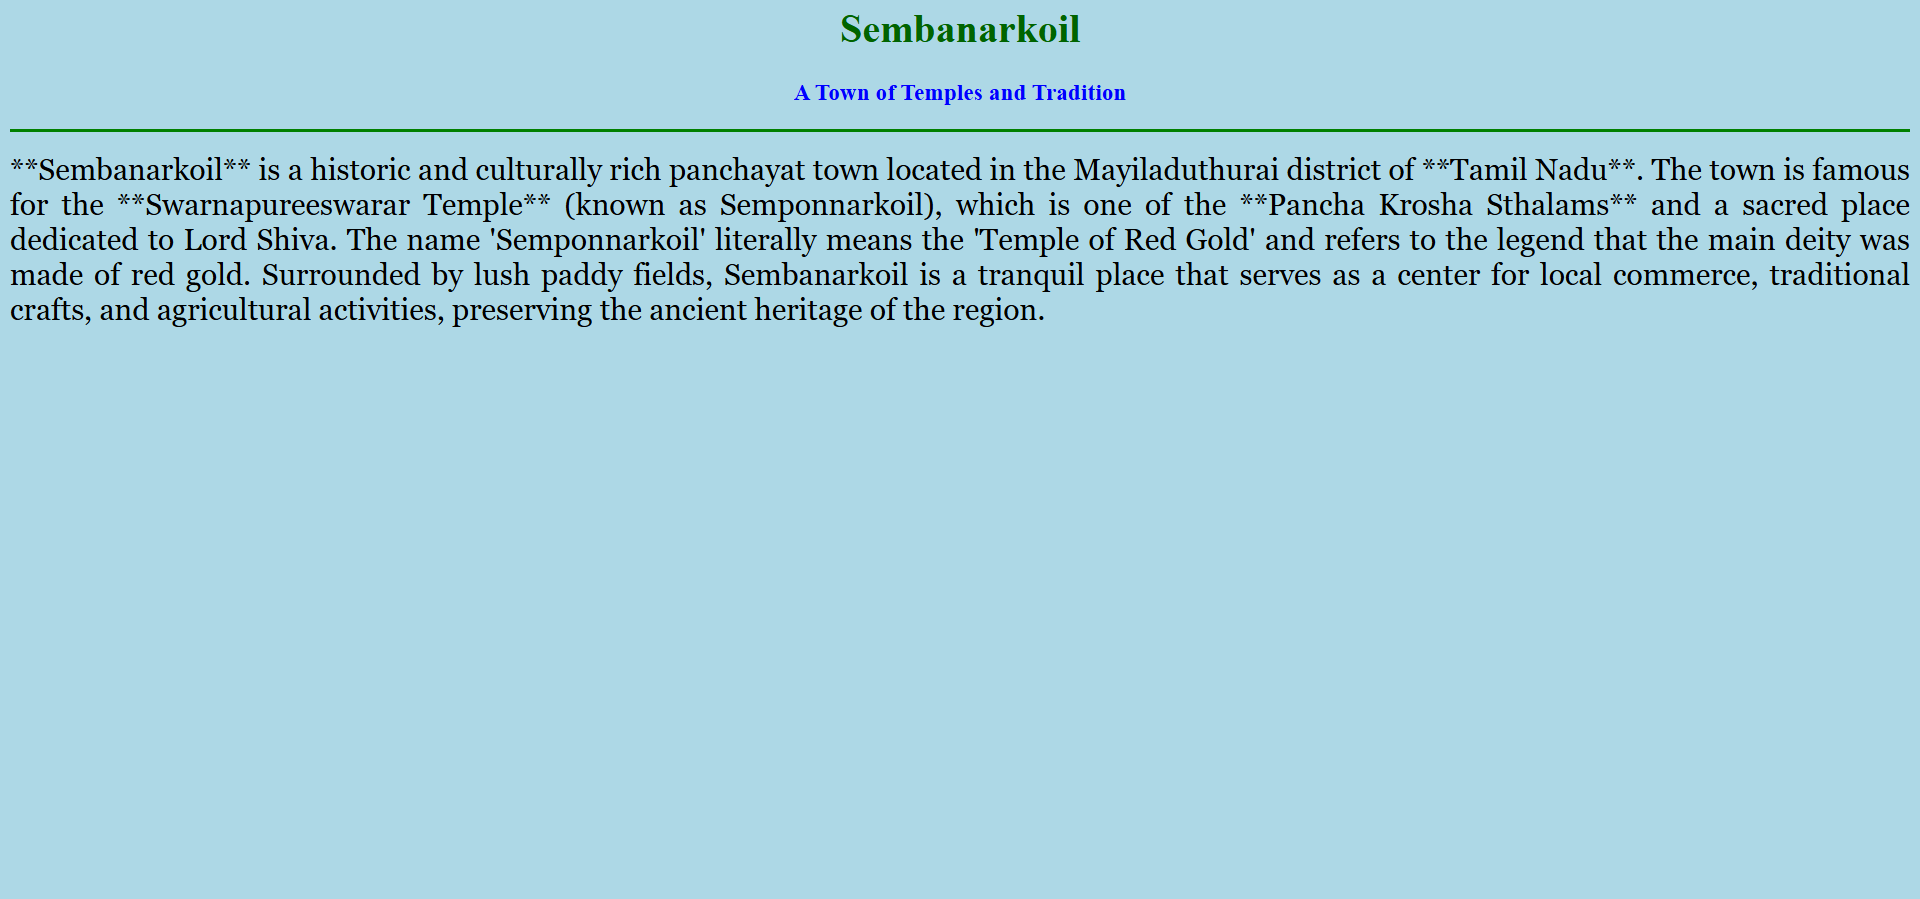 Sembanarkoil
A Town of Temples and Tradition
**Sembanarkoil** is a historic and culturally rich panchayat town located in the Mayiladuthurai district of **Tamil Nadu**. The town is famous
for the **Swarnapureeswarar Temple** (known as Semponnarkoil), which is one of the **Pancha Krosha Sthalams** and a sacred place
dedicated to Lord Shiva. The name 'Semponnarkoil' literally means the 'Temple of Red Gold' and refers to the legend that the main deity was
made of red gold. Surrounded by lush paddy fields, Sembanarkoil is a tranquil place that serves as a center for local commerce, traditional
crafts, and agricultural activities, preserving the ancient heritage of the region.